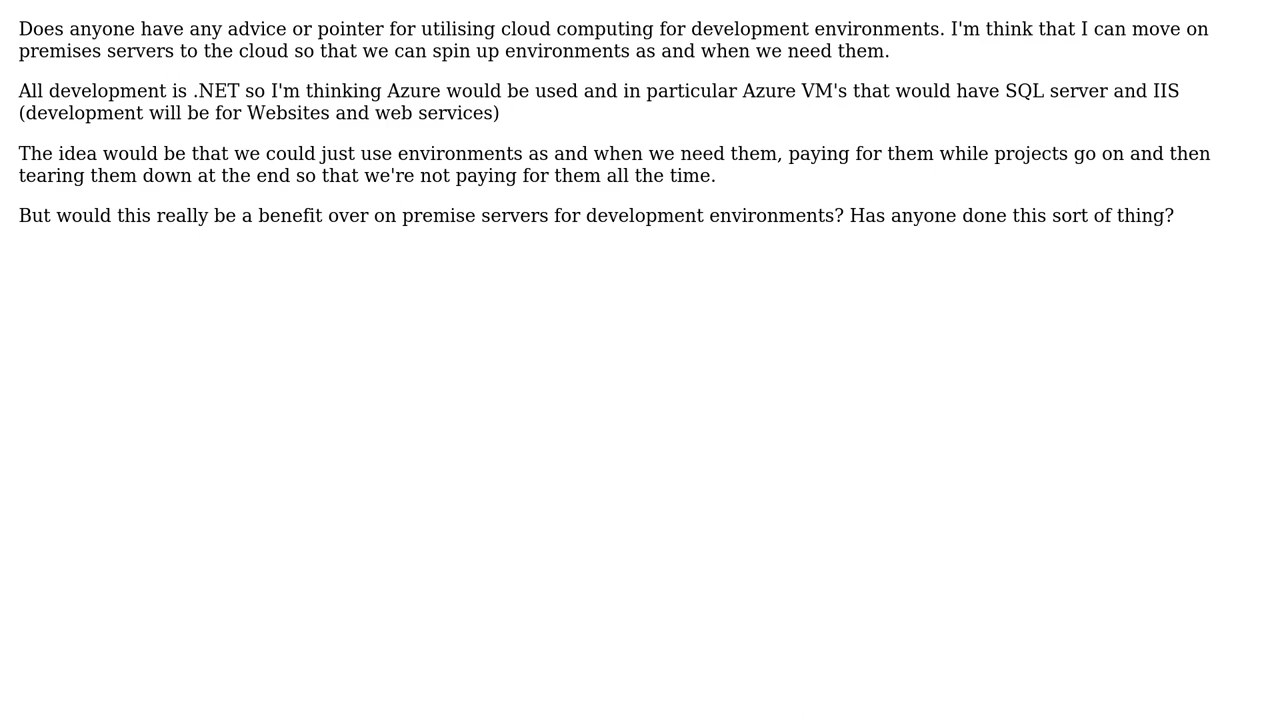 Does anyone have any advice or pointer for utilising cloud computing for development environments. I'm think that I can move on
premises servers to the cloud so that we can spin up environments as and when we need them.
All development is .NET so I'm thinking Azure would be used and in particular Azure VM's that would have SQL server and IIS
(development will be for Websites and web services)
The idea would be that we could just use environments as and when we need them, paying for them while projects go on and then
tearing them down at the end so that we're not paying for them all the time.
But would this really be a benefit over on premise servers for development environments? Has anyone done this sort of thing?